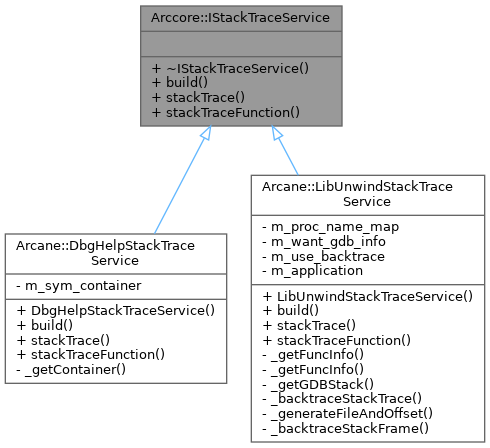 Arccore::IStackTraceService
+ ~IStackTraceService()
+ build()
+ stackTrace()
+ stackTraceFunction()
Arcane::DbgHelpStackTrace
Service
- m_sym_container
+ DbgHelpStackTraceService()
+ build()
+ stackTrace()
+ stackTraceFunction()
- _getContainer()
Arcane::LibUnwindStackTrace
Service
- m_proc_name_map
- m_want_gdb_info
- m_use_backtrace
- m_application
+ LibUnwindStackTraceService()
+ build()
+ stackTrace()
+ stackTraceFunction()
- _getFuncInfo()
- _getFuncInfo()
- _getGDBStack()
- _backtraceStackTrace()
- _generateFileAndOffset()
- _backtraceStackFrame()